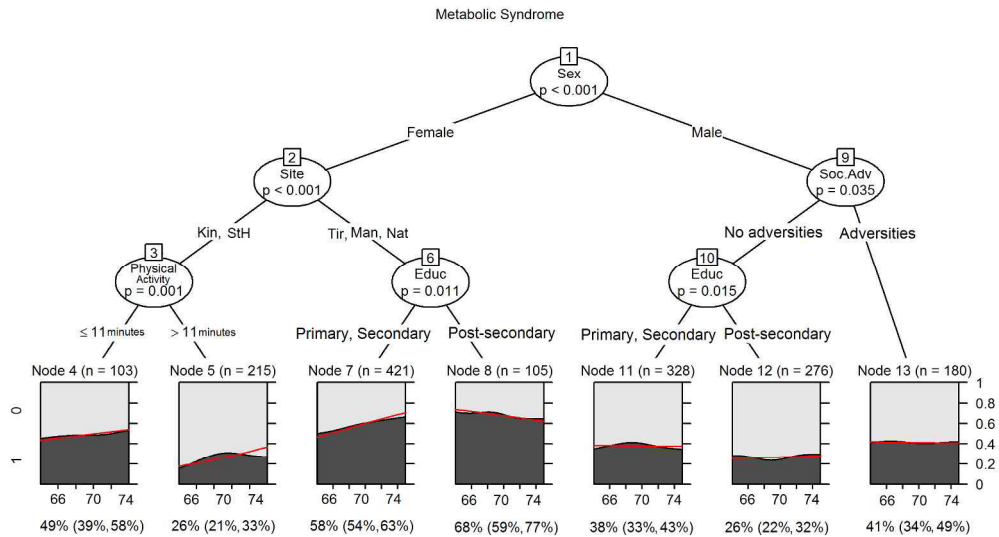 Metabolic Syndrome
1
Sex
p < 0.001
Female
Male
2
Site
p < 0.001
9
Soc.Adv
p = 0.035
Kin, StH
Tir, Man, Nat
No adversities
Adversities
3
Physical
Activity
p = 0.001
6
Educ
p = 0.011
10
Educ
p = 0.015
≤ 11 minutes
> 11 minutes
Primary, Secondary
Post-secondary
Primary, Secondary
Post-secondary
Node 4 (n = 103)
Node 5 (n = 215)
Node 7 (n = 421)
Node 8 (n = 105)
Node 11 (n = 328)
Node 12 (n = 276)
Node 13 (n = 180)
0
1
1
0.8
0.6
0.4
0.2
0
66 70 74
66 70 74
66 70 74
66 70 74
66 70 74
66 70 74
66 70 74
49% (39%, 58%)
26% (21%, 33%)
58% (54%, 63%)
68% (59%, 77%)
38% (33%, 43%)
26% (22%, 32%)
41% (34%, 49%)